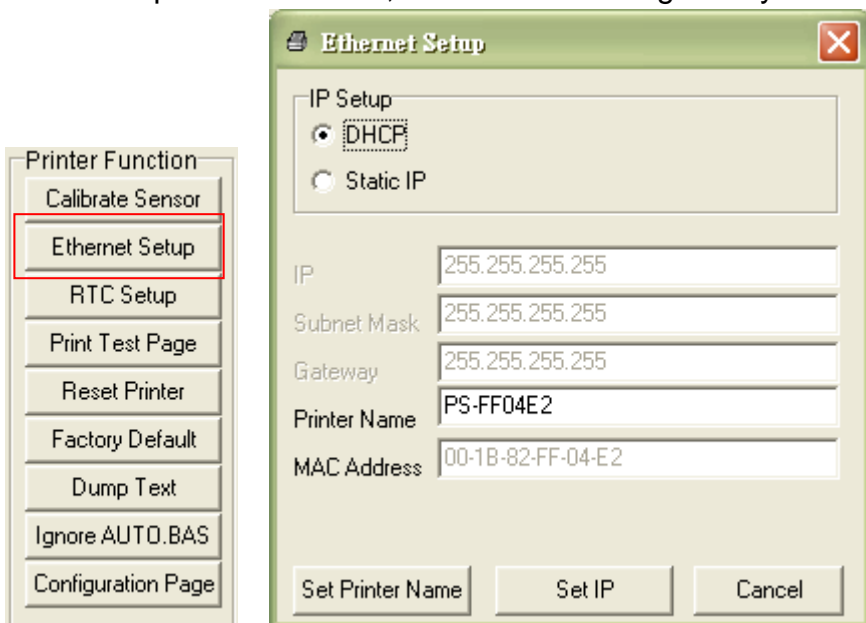 Ethernet Setup
IP Setup
DHCP
Static IP
Printer Function
Calibrate Sensor
Ethernet Setup
RTC Setup
Print Test Page
Reset Printer
Factory Default
Dump Text
Ignore AUTO.BAS
Configuration Page
IP 255.255.255.255
Subnet Mask 255.255.255.255
Gateway 255.255.255.255
Printer Name PS-FF04E2
MAC Address 00-1B-82-FF-04-E2
Set Printer Name Set IP Cancel